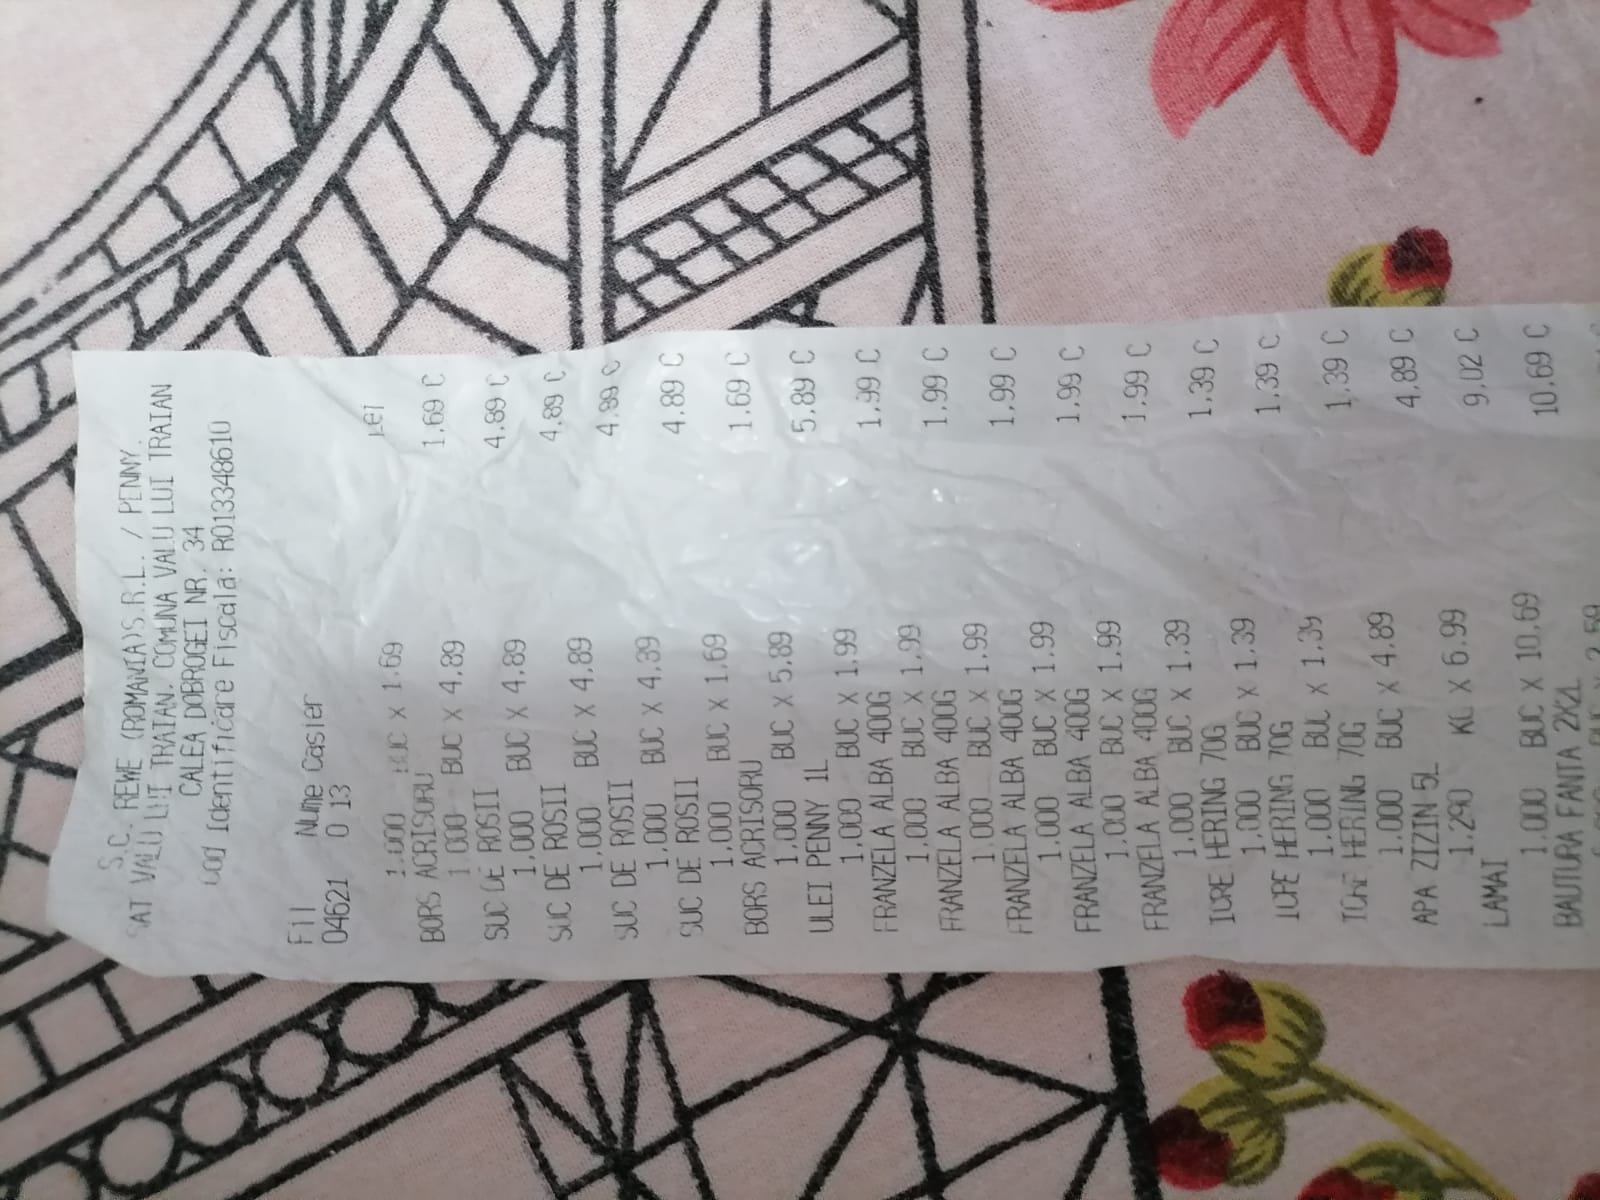 S.C. REWE (ROMANIA)S.R.L. / PENNY.
SAT VALU LUI TRAIAN, COMUNA VALU LUI TRAIAN
CALEA DOBROGEI NR. 34
Cod Identificare Fiscala: RO13348610
Fil Nume Casier
04621 0 13
Lei
1.000 BUC X 1.69
BORS ACRISORU 1.69 C
1.000 BUC X 4.89
SUC DE ROSII 4.89 C
1.000 BUC X 4.89
SUC DE ROSII 4.89 C
1.000 BUC X 4.89
SUC DE ROSII 4.89 C
1.000 BUC X 4.89
SUC DE ROSII 4.89 C
1.000 BUC X 1.69
BORS ACRISORU 1.69 C
1.000 BUC X 5.89
ULEI PENNY 1L 5.89 C
1.000 BUC X 1.99
FRANZELA ALBA 400G 1.99 C
1.000 BUC X 1.99
FRANZELA ALBA 400G 1.99 C
1.000 BUC X 1.99
FRANZELA ALBA 400G 1.99 C
1.000 BUC X 1.99
FRANZELA ALBA 400G 1.99 C
1.000 BUC X 1.99
FRANZELA ALBA 400G 1.99 C
1.000 BUC X 1.39
ICRE HERING 70G 1.39 C
1.000 BUC X 1.39
ICRE HERING 70G 1.39 C
1.000 BUC X 1.39
ICRE HERING 70G 1.39 C
1.000 BUC X 4.89
APA ZIZIN 5L 4.89 C
1.290 KG X 6.99
LAMAI 9.02 C
1.000 BUC X 10.69
BAUTURA FANTA 2X2L 10.69 C
BUC X 2.59